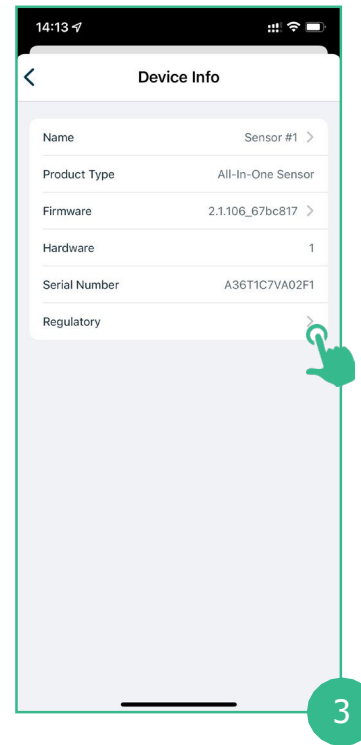 14:13
Device Info
Name Sensor #1
Product Type All-In-One Sensor
Firmware 2.1.106_67bc817
Hardware 1
Serial Number A36T1C7VA02F1
Regulatory
3